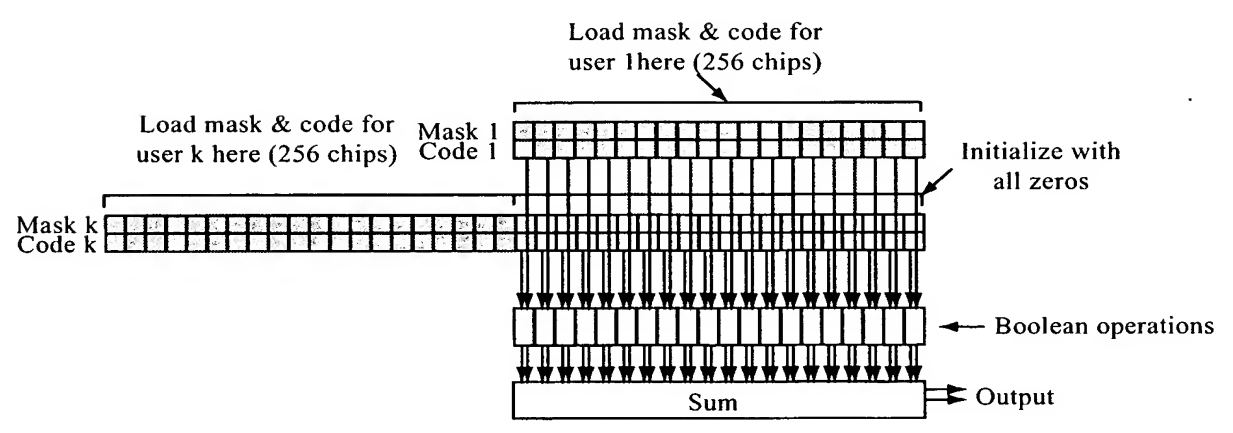 Load mask & code for
user 1here (256 chips)
Load mask & code for
user k here (256 chips)
Mask 1
Code 1
Initialize with
all zeros
Mask k
Code k
Boolean operations
Sum
Output